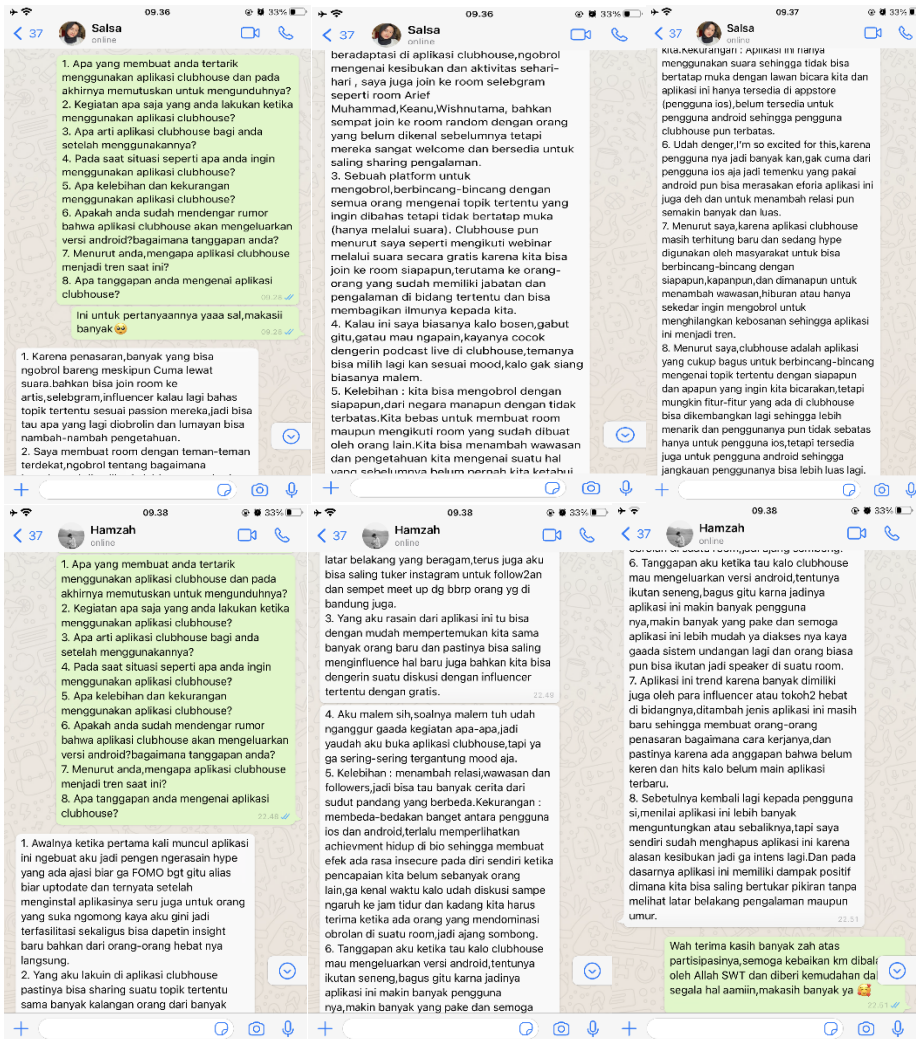 09.36
33%
37
Salsa
online
1. Apa yang membuat anda tertarik
menggunakan aplikasi clubhouse dan pada
akhirnya memutuskan untuk mengunduhnya?
2. Kegiatan apa saja yang anda lakukan ketika
menggunakan aplikasi clubhouse?
3. Apa arti aplikasi clubhouse bagi anda
setelah menggunakannya?
4. Pada saat situasi seperti apa anda ingin
menggunakan aplikasi clubhouse?
5. Apa kelebihan dan kekurangan
menggunakan aplikasi clubhouse?
6. Apakah anda sudah mendengar rumor
bahwa aplikasi clubhouse akan mengeluarkan
versi android?bagaimana tanggapan anda?
7. Menurut anda,mengapa aplikasi clubhouse
menjadi tren saat ini?
8. Apa tanggapan anda mengenai aplikasi
clubhouse?
09.28
Ini untuk pertanyaannya yaaa sal,makasii
banyak🥺
09.28
1. Karena penasaran,banyak yang bisa
ngobrol bareng meskipun Cuma lewat
suara.bahkan bisa join room ke
artis,selebgram,influencer kalau lagi bahas
topik tertentu sesuai passion mereka,jadi bisa
tau apa yang lagi diobrolin dan lumayan bisa
nambah-nambah pengetahuan.
2. Saya membuat room dengan teman-teman
terdekat,ngobrol tentang bagaimana
09.36
33%
37
Salsa
online
beradaptasi di aplikasi clubhouse,ngobrol
mengenai kesibukan dan aktivitas sehari-
hari , saya juga join ke room selebgram
seperti room Arief
Muhammad,Keanu,Wishnutama, bahkan
sempat join ke room random dengan orang
yang belum dikenal sebelumnya tetapi
mereka sangat welcome dan bersedia untuk
saling sharing pengalaman.
3. Sebuah platform untuk
mengobrol,berbincang-bincang dengan
semua orang mengenai topik tertentu yang
ingin dibahas tetapi tidak bertatap muka
(hanya melalui suara). Clubhouse pun
menurut saya seperti mengikuti webinar
melalui suara secara gratis karena kita bisa
join ke room siapapun,terutama ke orang-
orang yang sudah memiliki jabatan dan
pengalaman di bidang tertentu dan bisa
membagikan ilmunya kepada kita.
4. Kalau ini saya biasanya kalo bosen,gabut
gitu,gatau mau ngapain,kayanya cocok
dengerin podcast live di clubhouse,temanya
bisa milih lagi kan sesuai mood,kalo gak siang
biasanya malem.
5. Kelebihan : kita bisa mengobrol dengan
siapapun,dari negara manapun dengan tidak
terbatas.Kita bebas untuk membuat room
maupun mengikuti room yang sudah dibuat
oleh orang lain.Kita bisa menambah wawasan
dan pengetahuan kita mengenai suatu hal
yang sebelumnya belum pernah kita ketahui
09.37
33%
37
Salsa
online
kita.Kekurangan : Aplikasi ini hanya
menggunakan suara sehingga tidak bisa
bertatap muka dengan lawan bicara kita dan
aplikasi ini hanya tersedia di appstore
(pengguna ios),belum tersedia untuk
pengguna android sehingga pengguna
clubhouse pun terbatas.
6. Udah denger,I'm so excited for this,karena
pengguna nya jadi banyak kan,gak cuma dari
pengguna ios aja jadi temenku yang pakai
android pun bisa merasakan eforia aplikasi ini
juga deh dan untuk menambah relasi pun
semakin banyak dan luas.
7. Menurut saya,karena aplikasi clubhouse
masih terhitung baru dan sedang hype
digunakan oleh masyarakat untuk bisa
berbincang-bincang dengan
siapapun,kapanpun,dan dimanapun untuk
menambah wawasan,hiburan atau hanya
sekedar ingin mengobrol untuk
menghilangkan kebosanan sehingga aplikasi
ini menjadi tren.
8. Menurut saya,clubhouse adalah aplikasi
yang cukup bagus untuk berbincang-bincang
mengenai topik tertentu dengan siapapun
dan apapun yang ingin kita bicarakan,tetapi
mungkin fitur-fitur yang ada di clubhouse
bisa dikembangkan lagi sehingga lebih
menarik dan penggunanya pun tidak sebatas
hanya untuk pengguna ios,tetapi tersedia
juga untuk pengguna android sehingga
jangkauan penggunanya bisa lebih luas lagi.
09.38
33%
37
Hamzah
online
1. Apa yang membuat anda tertarik
menggunakan aplikasi clubhouse dan pada
akhirnya memutuskan untuk mengunduhnya?
2. Kegiatan apa saja yang anda lakukan ketika
menggunakan aplikasi clubhouse?
3. Apa arti aplikasi clubhouse bagi anda
setelah menggunakannya?
4. Pada saat situasi seperti apa anda ingin
menggunakan aplikasi clubhouse?
5. Apa kelebihan dan kekurangan
menggunakan aplikasi clubhouse?
6. Apakah anda sudah mendengar rumor
bahwa aplikasi clubhouse akan mengeluarkan
versi android?bagaimana tanggapan anda?
7. Menurut anda,mengapa aplikasi clubhouse
menjadi tren saat ini?
8. Apa tanggapan anda mengenai aplikasi
clubhouse?
22.48
1. Awalnya ketika pertama kali muncul aplikasi
ini ngebuat aku jadi pengen ngerasain hype
yang ada ajasi biar ga FOMO bgt gitu alias
biar uptodate dan ternyata setelah
menginstal aplikasinya seru juga untuk orang
yang suka ngomong kaya aku gini jadi
terfasilitasi sekaligus bisa dapetin insight
baru bahkan dari orang-orang hebat nya
langsung.
2. Yang aku lakuin di aplikasi clubhouse
pastinya bisa sharing suatu topik tertentu
sama banyak kalangan orang dari banyak
09.38
33%
37
Hamzah
online
latar belakang yang beragam,terus juga aku
bisa saling tuker instagram untuk follow2an
dan sempet meet up dg bbrp orang yg di
bandung juga.
3. Yang aku rasain dari aplikasi ini tu bisa
dengan mudah mempertemukan kita sama
banyak orang baru dan pastinya bisa saling
menginfluence hal baru juga bahkan kita bisa
dengerin suatu diskusi dengan influencer
tertentu dengan gratis.
22.49
4. Aku malem sih,soalnya malem tuh udah
nganggur gaada kegiatan apa-apa,jadi
yaudah aku buka aplikasi clubhouse,tapi ya
ga sering-sering tergantung mood aja.
5. Kelebihan : menambah relasi,wawasan dan
followers,jadi bisa tau banyak cerita dari
sudut pandang yang berbeda.Kekurangan :
membeda-bedakan banget antara pengguna
ios dan android,terlalu memperlihatkan
achievment hidup di bio sehingga membuat
efek ada rasa insecure pada diri sendiri ketika
pencapaian kita belum sebanyak orang
lain,ga kenal waktu kalo udah diskusi sampe
ngaruh ke jam tidur dan kadang kita harus
terima ketika ada orang yang mendominasi
obrolan di suatu room,jadi ajang sombong.
6. Tanggapan aku ketika tau kalo clubhouse
mau mengeluarkan versi android,tentunya
ikutan seneng,bagus gitu karna jadinya
aplikasi ini makin banyak pengguna
nya,makin banyak yang pake dan semoga
09.38
33%
37
Hamzah
online
obrolan di suatu room,jadi ajang sombong.
6. Tanggapan aku ketika tau kalo clubhouse
mau mengeluarkan versi android,tentunya
ikutan seneng,bagus gitu karna jadinya
aplikasi ini makin banyak pengguna
nya,makin banyak yang pake dan semoga
aplikasi ini lebih mudah ya diakses nya kaya
gaada sistem undangan lagi dan orang biasa
pun bisa ikutan jadi speaker di suatu room.
7. Aplikasi ini trend karena banyak dimiliki
juga oleh para influencer atau tokoh2 hebat
di bidangnya,ditambah jenis aplikasi ini masih
baru sehingga membuat orang-orang
penasaran bagaimana cara kerjanya,dan
pastinya karena ada anggapan bahwa belum
keren dan hits kalo belum main aplikasi
terbaru.
8. Sebetulnya kembali lagi kepada pengguna
si,menilai aplikasi ini lebih banyak
menguntungkan atau sebaliknya,tapi saya
sendiri sudah menghapus aplikasi ini karena
alasan kesibukan jadi ga intens lagi.Dan pada
dasarnya aplikasi ini memiliki dampak positif
dimana kita bisa saling bertukar pikiran tanpa
melihat latar belakang pengalaman maupun
umur.
22.51
Wah terima kasih banyak zah atas
partisipasinya,semoga kebaikan km dibala
oleh Allah SWT dan diberi kemudahan dal
segala hal aamiin,makasih banyak ya 🥰
22.51